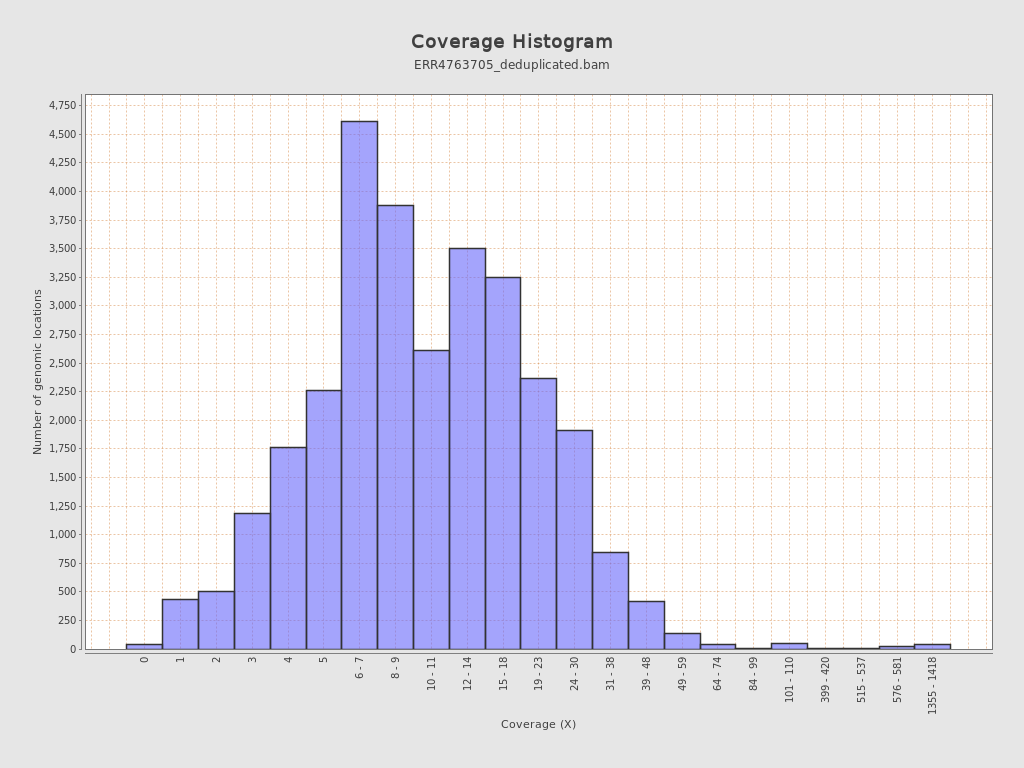 Coverage Histogram
ERR4763705_deduplicated.bam
4,750
4,500
4,250
4,000
3,750
3,500
3,250
3,000
2,750
2,500
2,250
2,000
1,750
1,500
1,250
1,000
750
500
250
0
Number of genomic locations
0
1
2
3
4
5
6 - 7
8 - 9
10 - 11
12 - 14
15 - 18
19 - 23
24 - 30
31 - 38
39 - 48
49 - 59
64 - 74
84 - 99
101 - 110
399 - 420
515 - 537
576 - 581
1355 - 1418
Coverage (X)